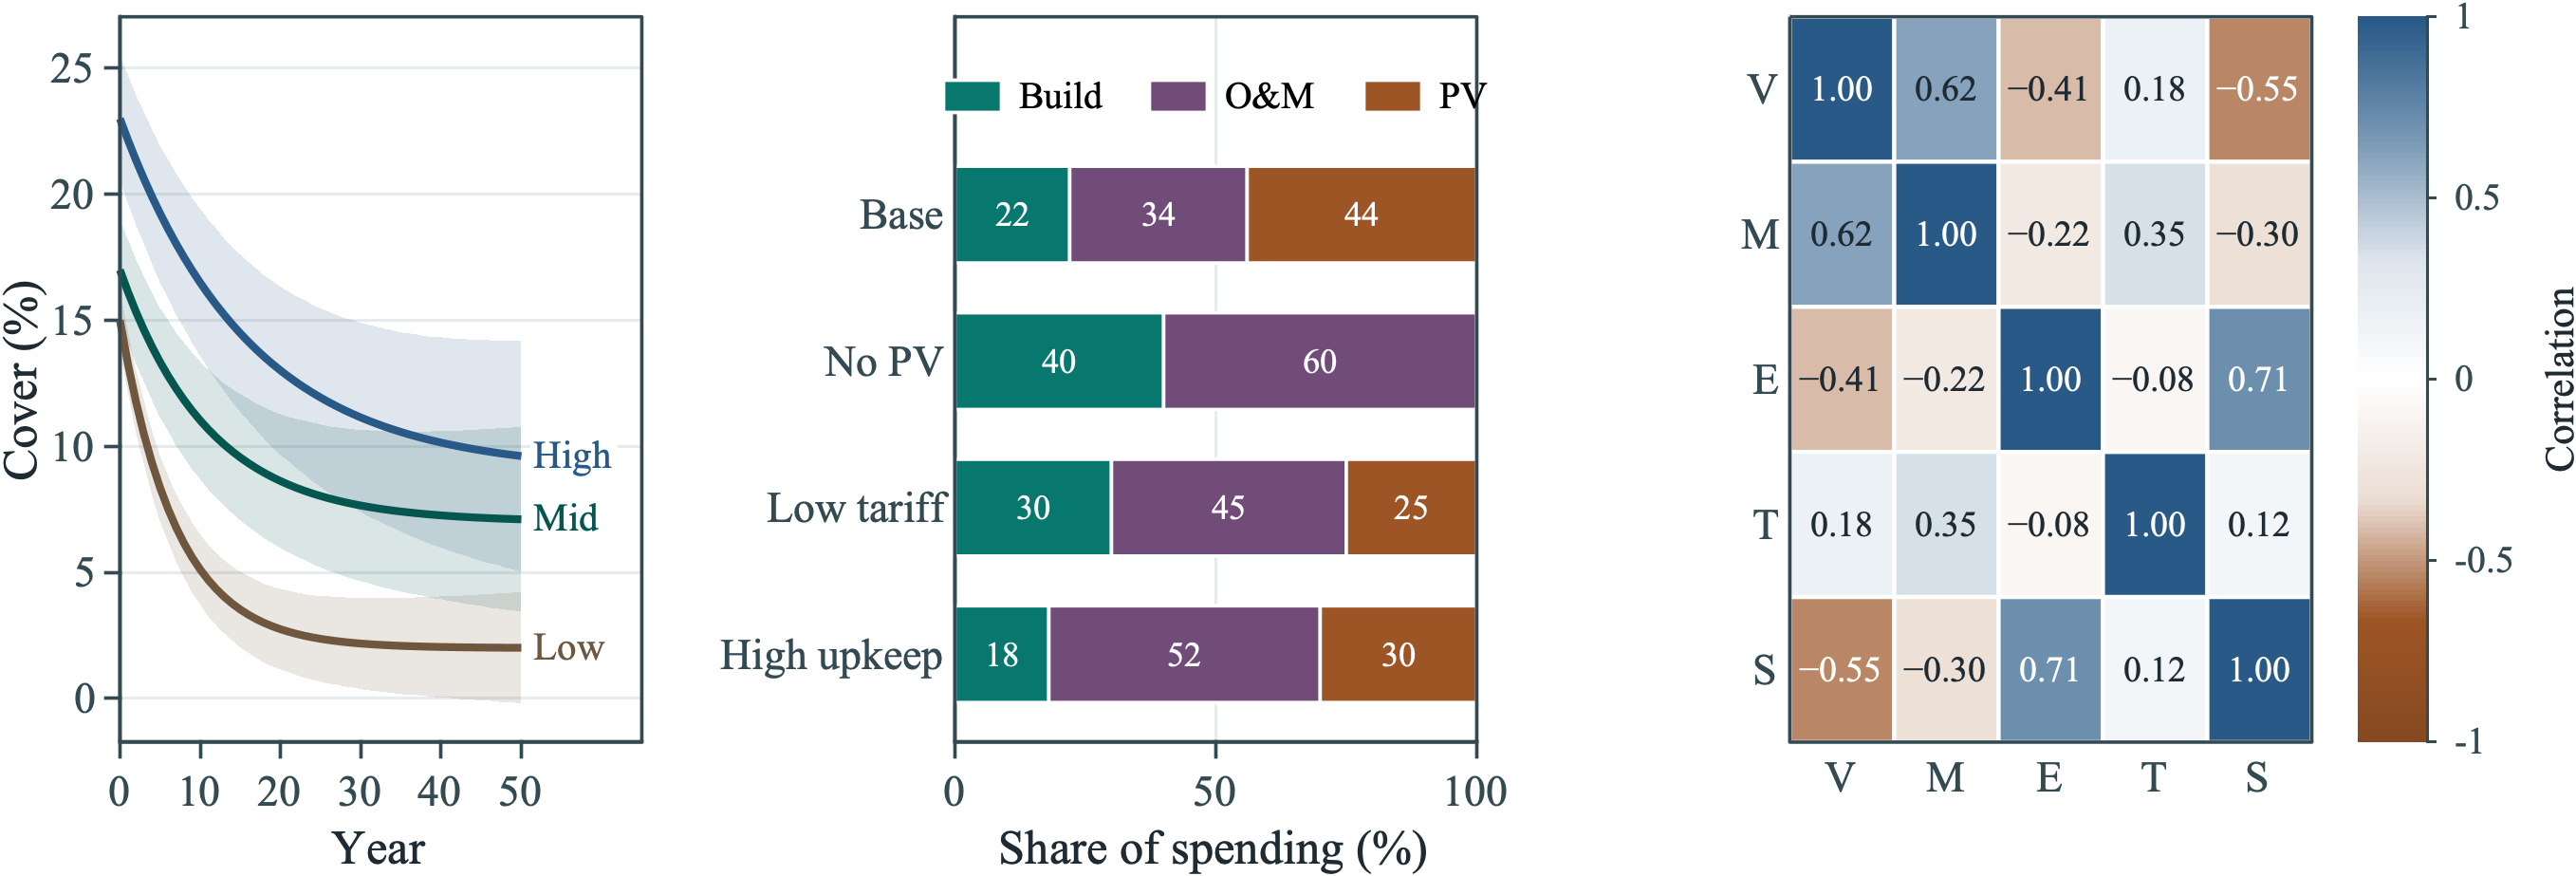 Cover (%)
25
20
15
10
5
0
High
Mid
Low
0 10 20 30 40 50
Year
Build O&M PV
Base 22 34 44
No PV 40 60
Low tariff 30 45 25
High upkeep 18 52 30
0 50 100
Share of spending (%)
V 1.00 0.62 −0.41 0.18 −0.55
M 0.62 1.00 −0.22 0.35 −0.30
E −0.41 −0.22 1.00 −0.08 0.71
T 0.18 0.35 −0.08 1.00 0.12
S −0.55 −0.30 0.71 0.12 1.00
V M E T S
1
0.5
0
-0.5
-1
Correlation